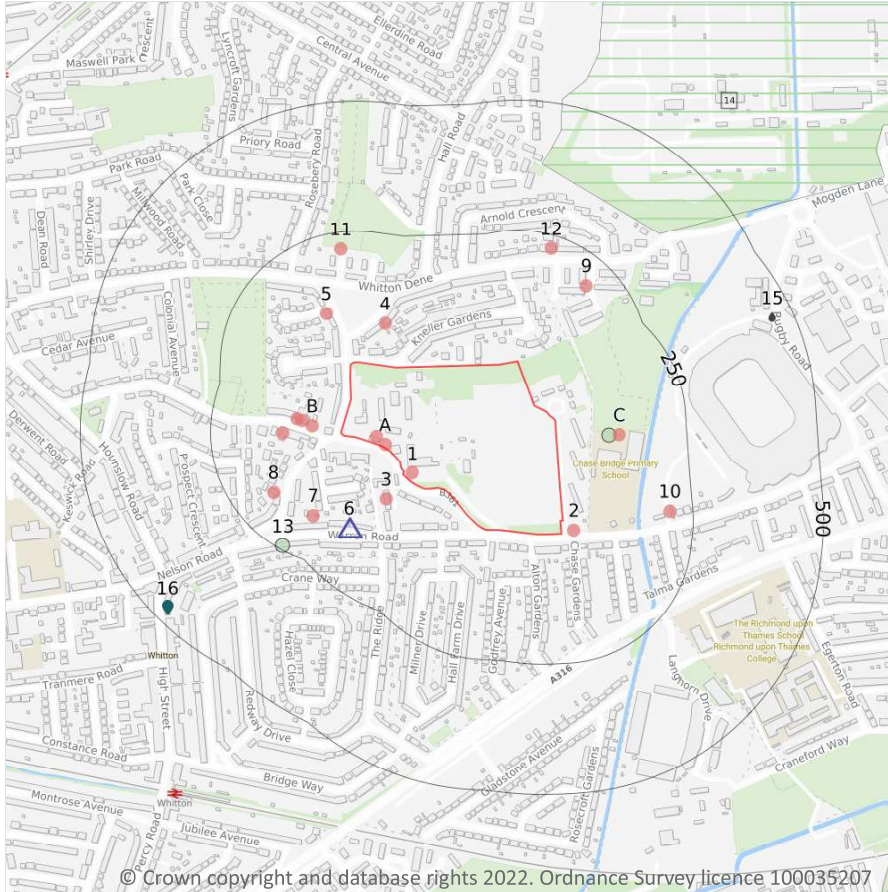 Ellerdine Road
Central Avenue
Maswell Park
Crescent
Lyncroft Gardens
14
Priory Road
Hall Road
Park Road
Rosebery Road
Park Close
Millwood Road
Mogden Lane
Dean Road
Shirley Drive
Arnold Crescent
11
12
Whitton Dene
9
5
4
15
Colonial Avenue
Kneller Gardens
Rugby Road
Cedar Avenue
250
B
A
C
Derwent Road
Hounslow Road
1
Chase Bridge Primary
School
Keswick Road
Prospect Crescent
8
3
B361
7
6
10
2
500
13
Warren Road
Nelson Road
Chase Gardens
Crane Way
Talma Gardens
16
Alton Gardens
The Ridge
Milner Drive
Hall Farm Drive
Godfrey Avenue
The Richmond upon
Thames School
Richmond upon Thames
College
Hazel Close
Whitton
Egerton Road
Tranmere Road
High Street
A316
Langhorn Drive
Redway Drive
Constance Road
Craneford Way
Bridge Way
Gladstone Avenue
Rosecroft Gardens
Montrose Avenue
Whitton
Jubilee Avenue
Percy Road
© Crown copyright and database rights 2022. Ordnance Survey licence 100035207